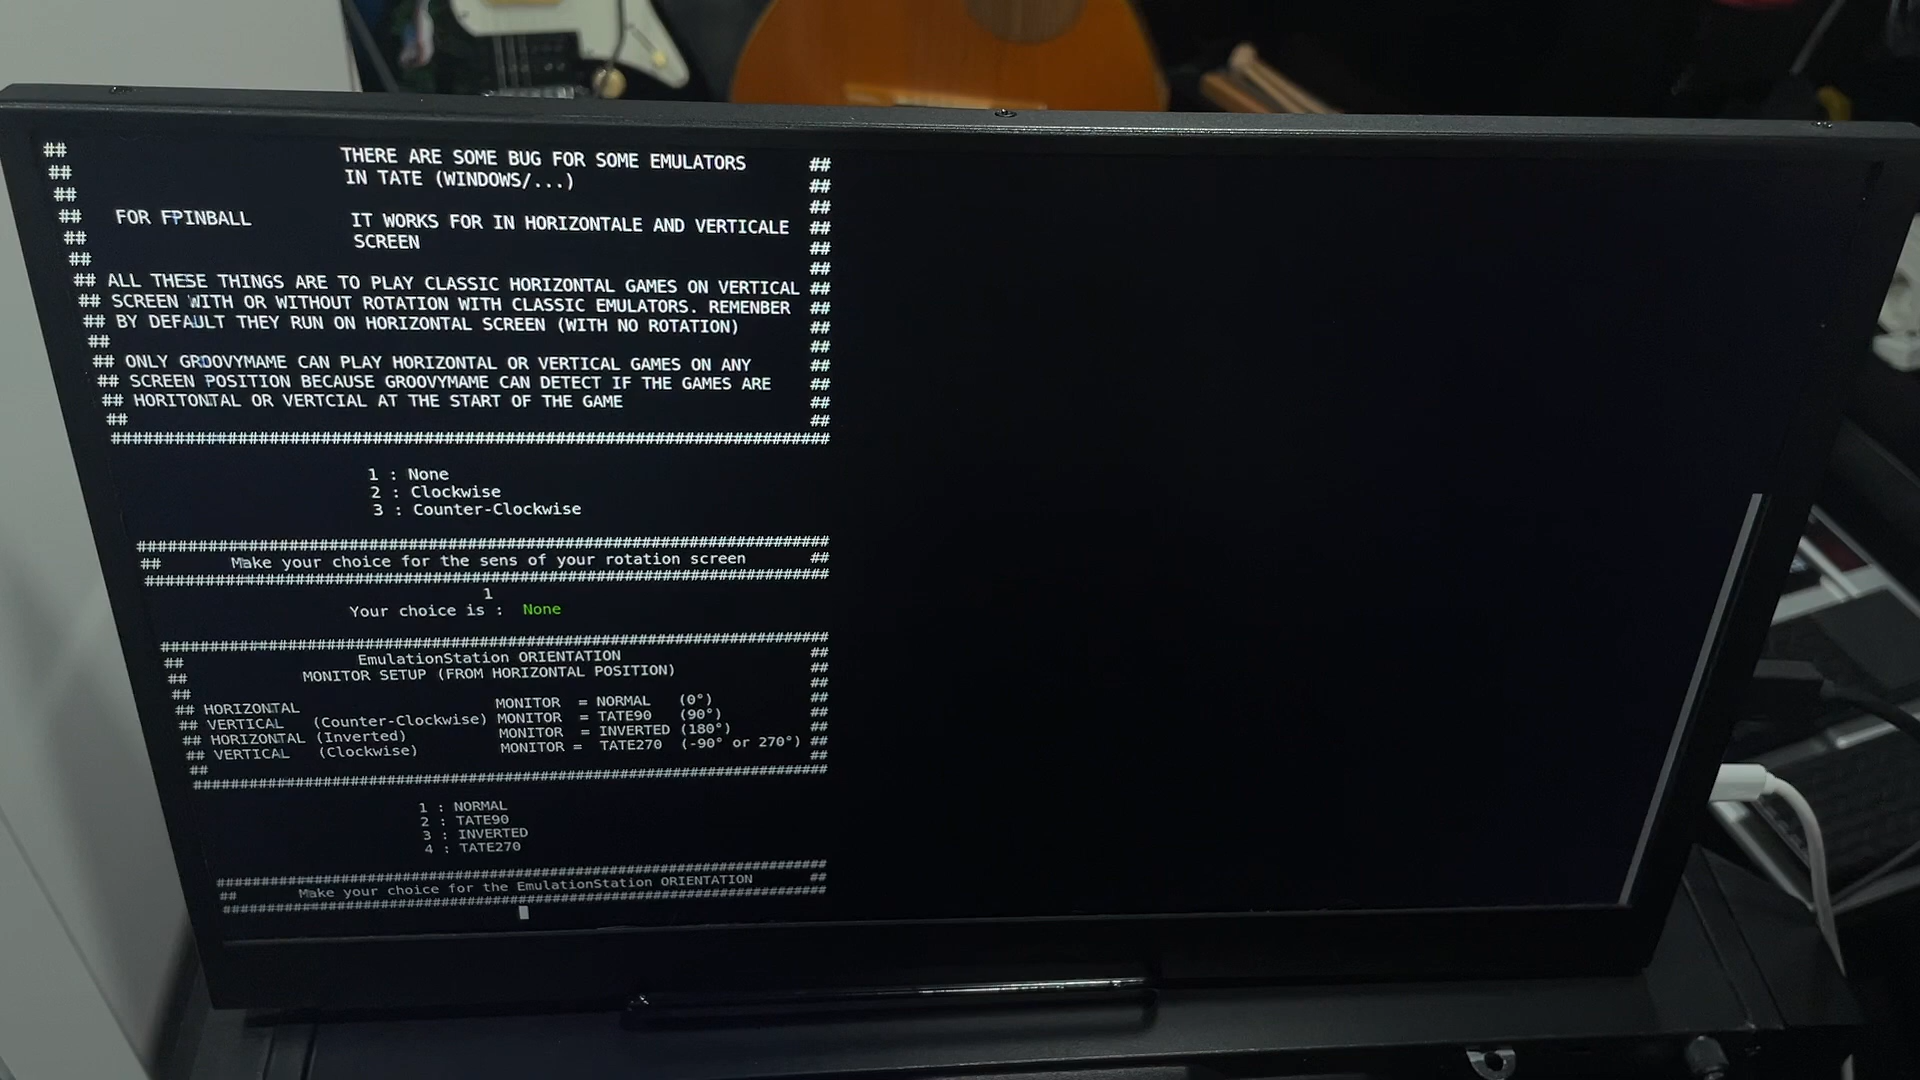 ## THERE ARE SOME BUG FOR SOME EMULATORS ##
## IN TATE (WINDOWS/...) ##
## ##
## FOR FPINBALL IT WORKS FOR IN HORIZONTALE AND VERTICALE ##
## SCREEN ##
## ##
## ALL THESE THINGS ARE TO PLAY CLASSIC HORIZONTAL GAMES ON VERTICAL ##
## SCREEN WITH OR WITHOUT ROTATION WITH CLASSIC EMULATORS. REMENBER ##
## BY DEFAULT THEY RUN ON HORIZONTAL SCREEN (WITH NO ROTATION) ##
## ##
## ONLY GROOVYMAME CAN PLAY HORIZONTAL OR VERTICAL GAMES ON ANY ##
## SCREEN POSITION BECAUSE GROOVYMAME CAN DETECT IF THE GAMES ARE ##
## HORITONTAL OR VERTCIAL AT THE START OF THE GAME ##
## ##
################################################################################
1 : None
2 : Clockwise
3 : Counter-Clockwise
################################################################################
## Make your choice for the sens of your rotation screen ##
################################################################################
1
Your choice is : None
################################################################################
## EmulationStation ORIENTATION ##
## MONITOR SETUP (FROM HORIZONTAL POSITION) ##
## ##
## HORIZONTAL MONITOR = NORMAL (0°) ##
## VERTICAL (Counter-Clockwise) MONITOR = TATE90 (90°) ##
## HORIZONTAL (Inverted) MONITOR = INVERTED (180°) ##
## VERTICAL (Clockwise) MONITOR = TATE270 (-90° or 270°) ##
## ##
################################################################################
1 : NORMAL
2 : TATE90
3 : INVERTED
4 : TATE270
################################################################################
## Make your choice for the EmulationStation ORIENTATION ##
################################################################################